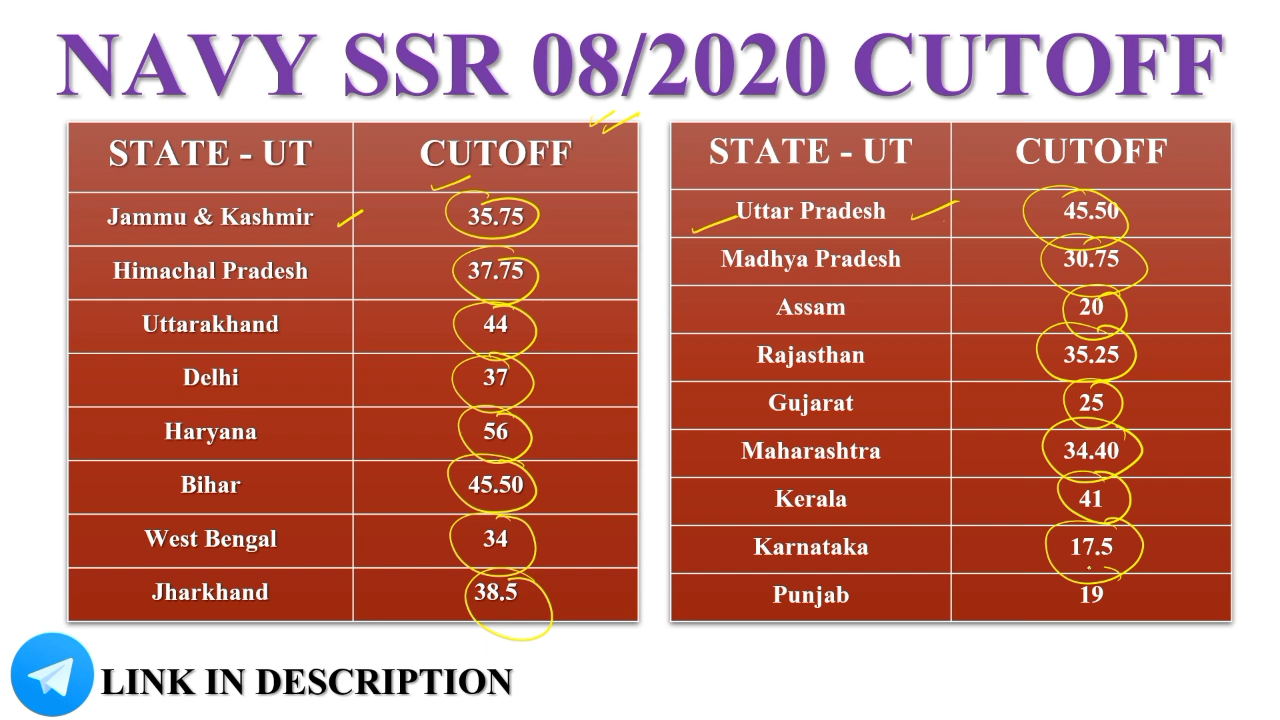 NAVY SSR 08/2020 CUTOFF
STATE - UT CUTOFF
Jammu & Kashmir 35.75
Himachal Pradesh 37.75
Uttarakhand 44
Delhi 37
Haryana 56
Bihar 45.50
West Bengal 34
Jharkhand 38.5
STATE - UT CUTOFF
Uttar Pradesh 45.50
Madhya Pradesh 30.75
Assam 20
Rajasthan 35.25
Gujarat 25
Maharashtra 34.40
Kerala 41
Karnataka 17.5
Punjab 19
LINK IN DESCRIPTION